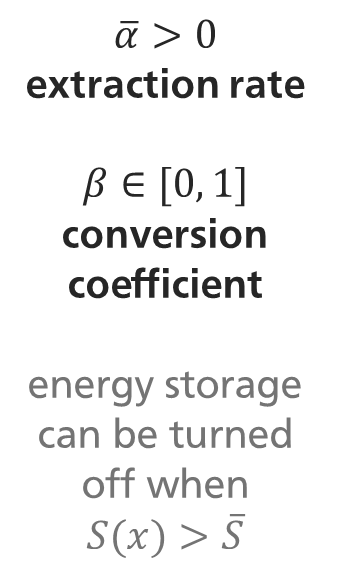 ᾱ > 0
extraction rate
β ∈ [0, 1]
conversion
coefficient
energy storage
can be turned
off when
S(x) > S̄